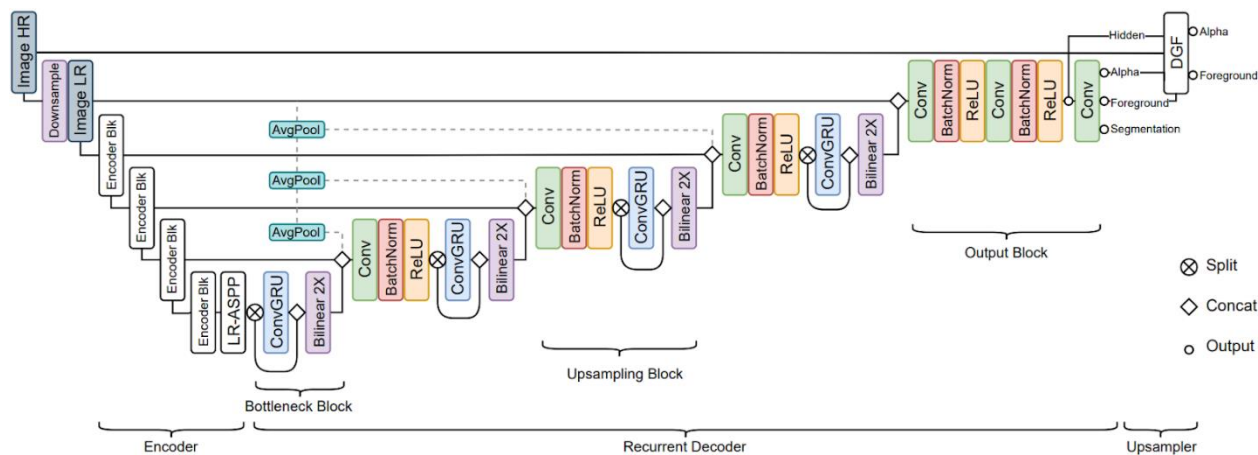 Image HR
Downsample
Image LR
Encoder Blk
Encoder Blk
Encoder Blk
Encoder Blk
LR-ASPP
ConvGRU
Bilinear 2X
AvgPool
AvgPool
AvgPool
Conv
BatchNorm
ReLU
ConvGRU
Bilinear 2X
Conv
BatchNorm
ReLU
ConvGRU
Bilinear 2X
Conv
BatchNorm
ReLU
ConvGRU
Bilinear 2X
Conv
BatchNorm
ReLU
Conv
BatchNorm
ReLU
Conv
Hidden
Alpha
Foreground
Segmentation
DGF
Alpha
Foreground
Output Block
Split
Concat
Output
Upsampling Block
Bottleneck Block
Encoder
Recurrent Decoder
Upsampler